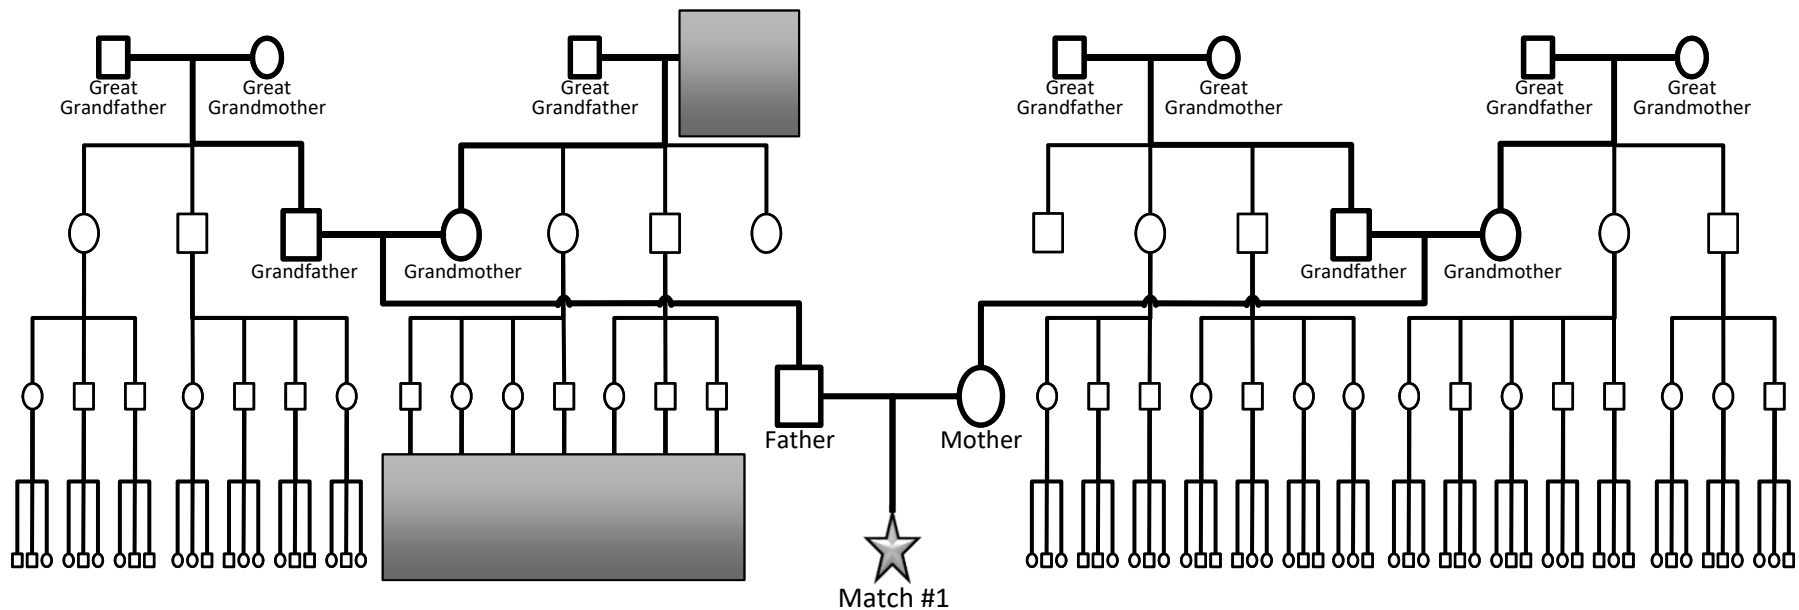 Great
Grandfather
Great
Grandmother
Great
Grandfather
Great
Grandfather
Great
Grandmother
Great
Grandfather
Great
Grandmother
Grandfather
Grandmother
Grandfather
Grandmother
Father
Mother
Match #1